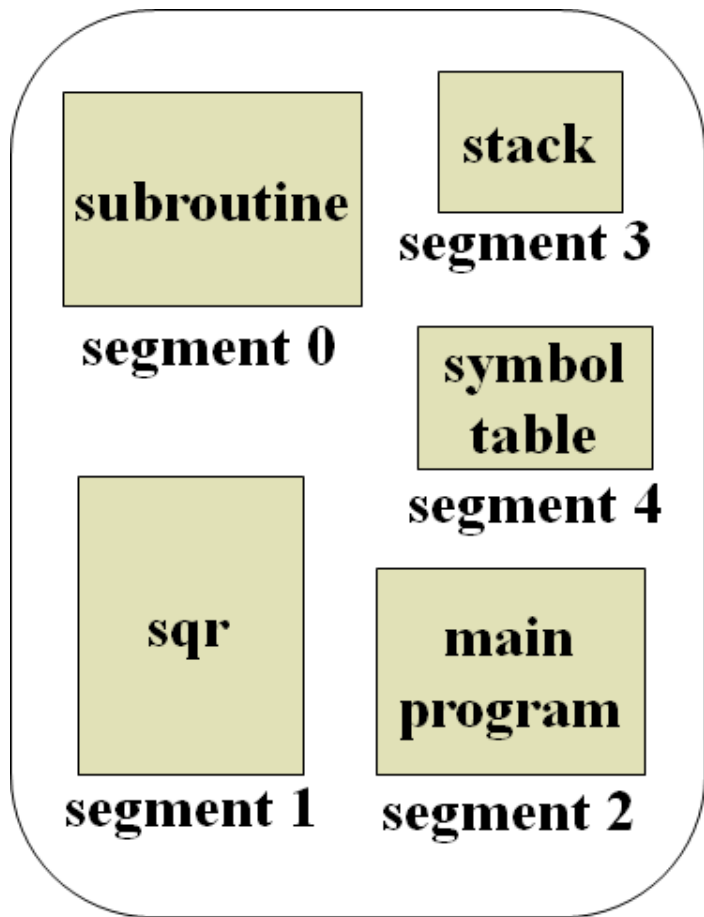 subroutine
segment 0
stack
segment 3
symbol
table
segment 4
sqr
segment 1
main
program
segment 2